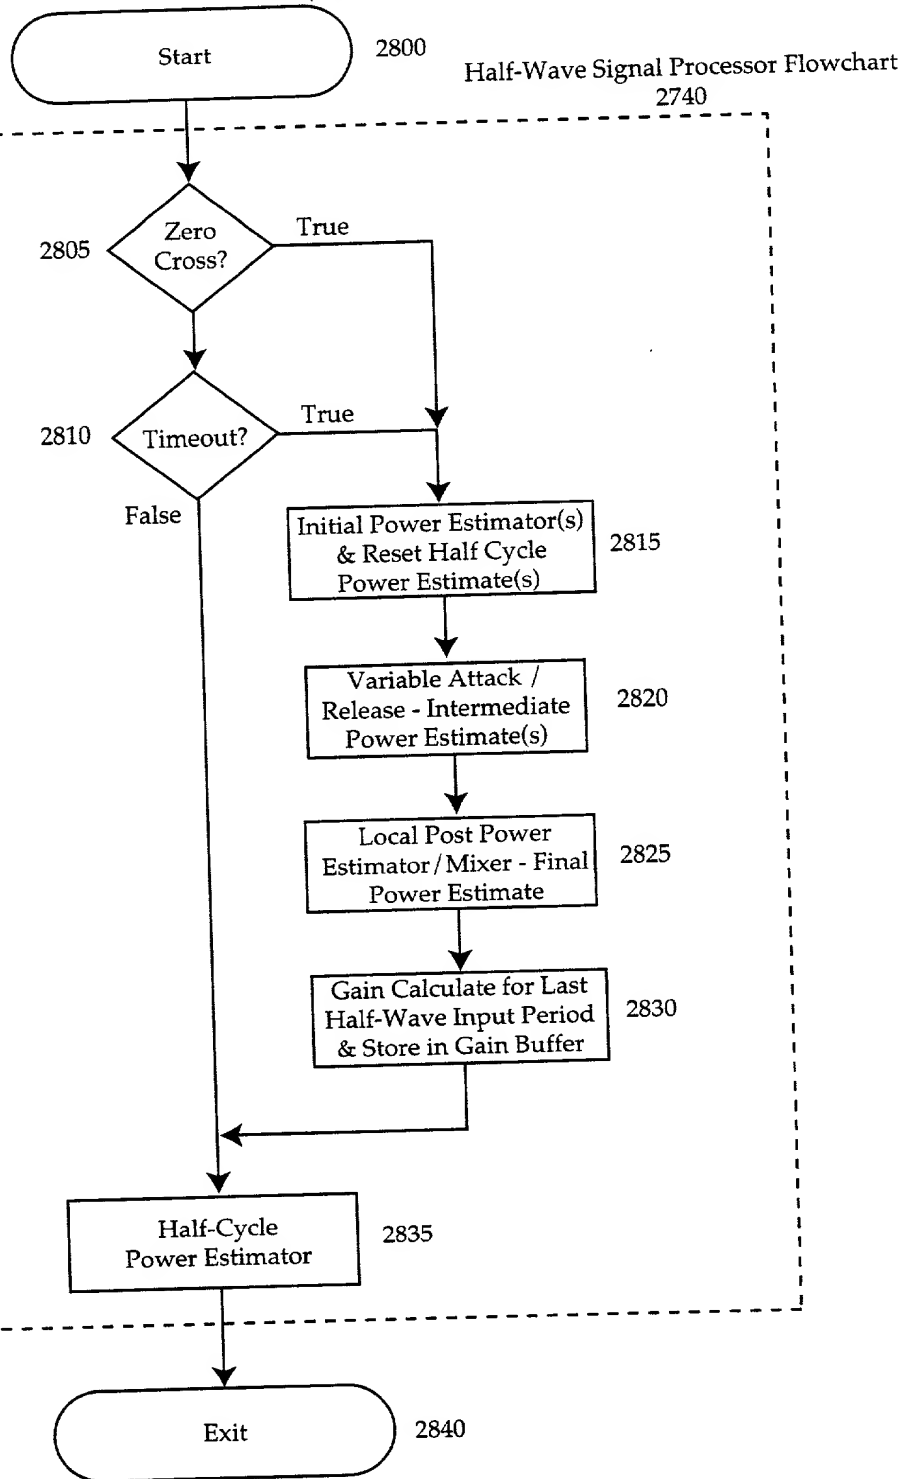 Start
2800
Half-Wave Signal Processor Flowchart
2740
Zero
Cross?
2805
True
Timeout?
2810
True
False
Initial Power Estimator(s)
& Reset Half Cycle
Power Estimate(s)
2815
Variable Attack /
Release - Intermediate
Power Estimate(s)
2820
Local Post Power
Estimator/Mixer - Final
Power Estimate
2825
Gain Calculate for Last
Half-Wave Input Period
& Store in Gain Buffer
2830
Half-Cycle
Power Estimator
2835
Exit
2840